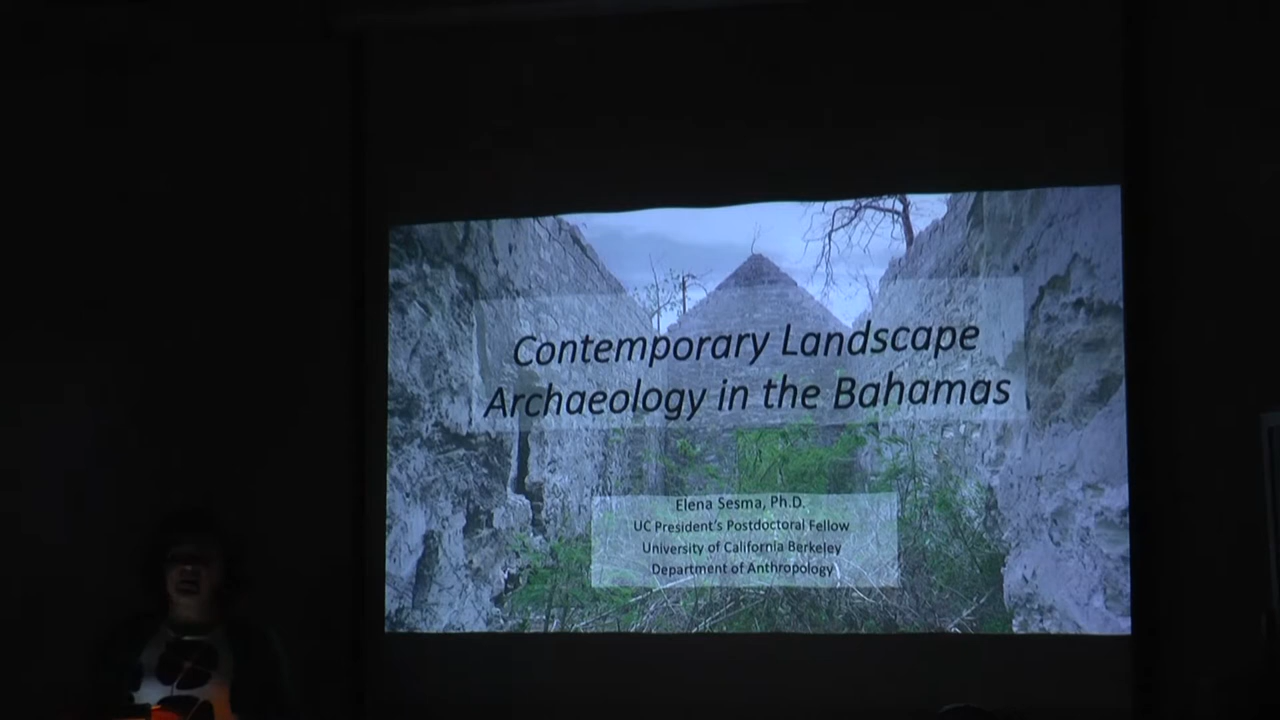 Contemporary Landscape
Archaeology in the Bahamas
Elena Sesma, Ph.D.
UC President's Postdoctoral Fellow
University of California Berkeley
Department of Anthropology